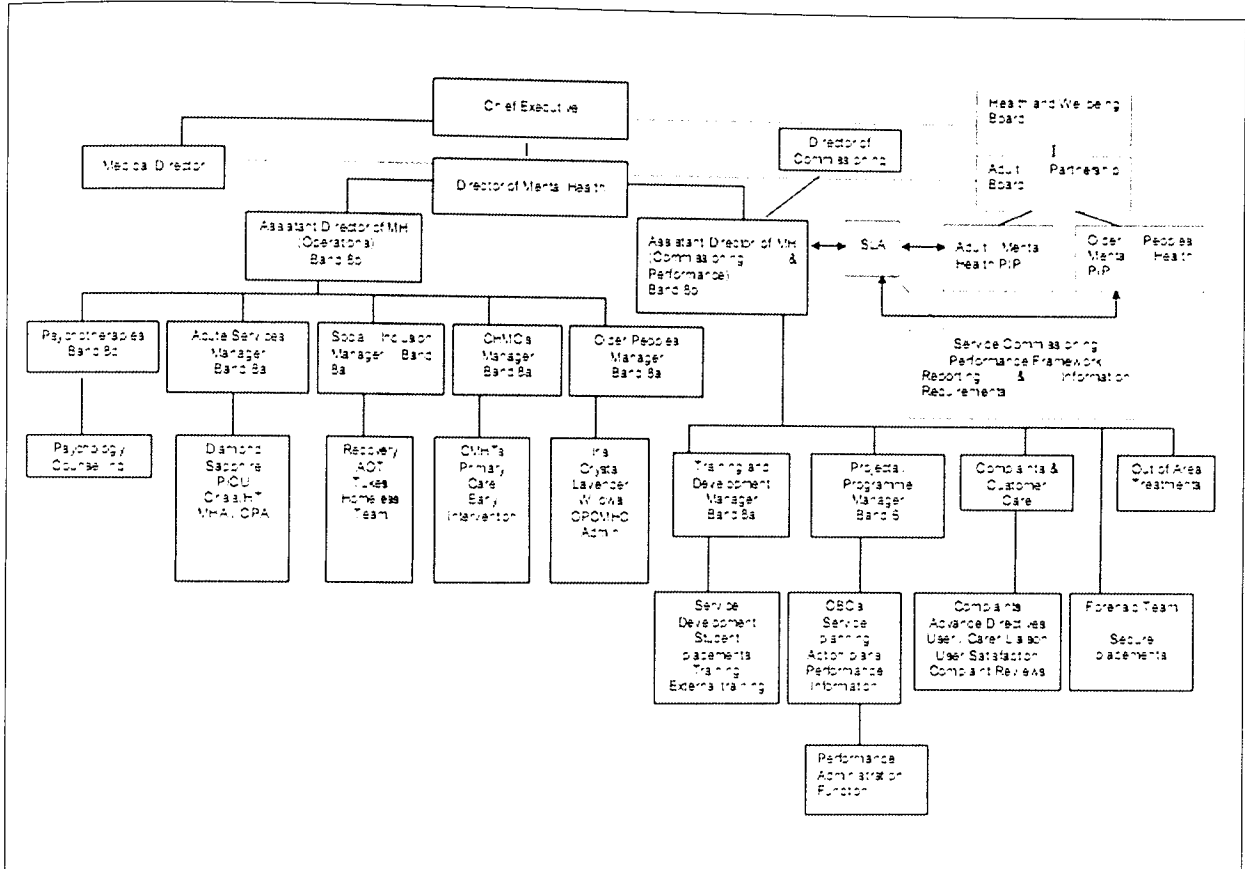 Chief Executive
Health and Wellbeing
Board
Director of
Commissioning
Medical Director
Director of Mental Health
Adult Partnership
Board
Assistant Director of MH
(Operational)
Band 8b
Assistant Director of MH
(Commissioning &
Performance)
Band 8b
SLA
Adult Mental
Health PIP
Older Peoples
Mental Health
PIP
Psychotherapies
Band 8b
Acute Services
Manager
Band 8a
Social Inclusion
Manager Band
8a
Manager
Band 8a
Older Peoples
Manager
Band 8a
Service Commissioning
Performance Framework
Reporting & Information
Requirements
Psychology
Counselling
Diamond
Sapphire
PICU
MHA / CPA
Recovery
AOT
Tukes
Homeless
Team
CMHTs
Primary
Care
Early
Intervention
Iris
Crystal
Lavender
Willows
Admin
Training and
Development
Manager
Band 8a
Projects /
Programme
Manager
Band 6
Complaints &
Customer
Care
Out of Area
Treatments
Service
Development
Student
placements
Training
External training
Service
planning
Action plans
Performance
Information
Complaints
Advance Directives
User / Carer Liaison
User Satisfaction
Complaint Reviews
Forensic Team
Secure
placements
Performance
Administration
Function